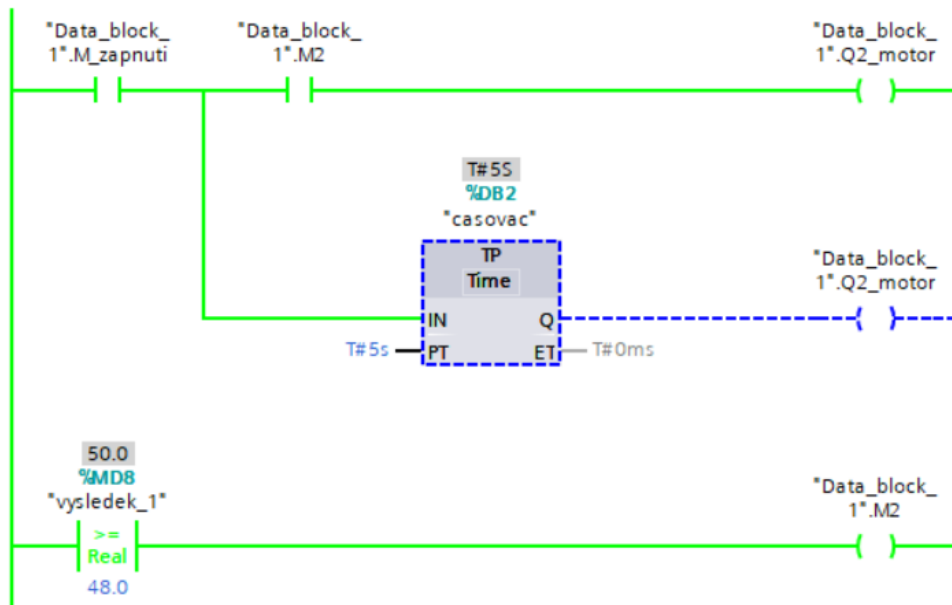 "Data_block_
1".M_zapnuti
"Data_block_
1".M2
"Data_block_
1".Q2_motor
T#5S
%DB2
"casovac"
TP
Time
IN
Q
T#5s
PT
ET
T#0ms
"Data_block_
1".Q2_motor
50.0
%MD8
"vysledek_1"
>=
Real
48.0
"Data_block_
1".M2